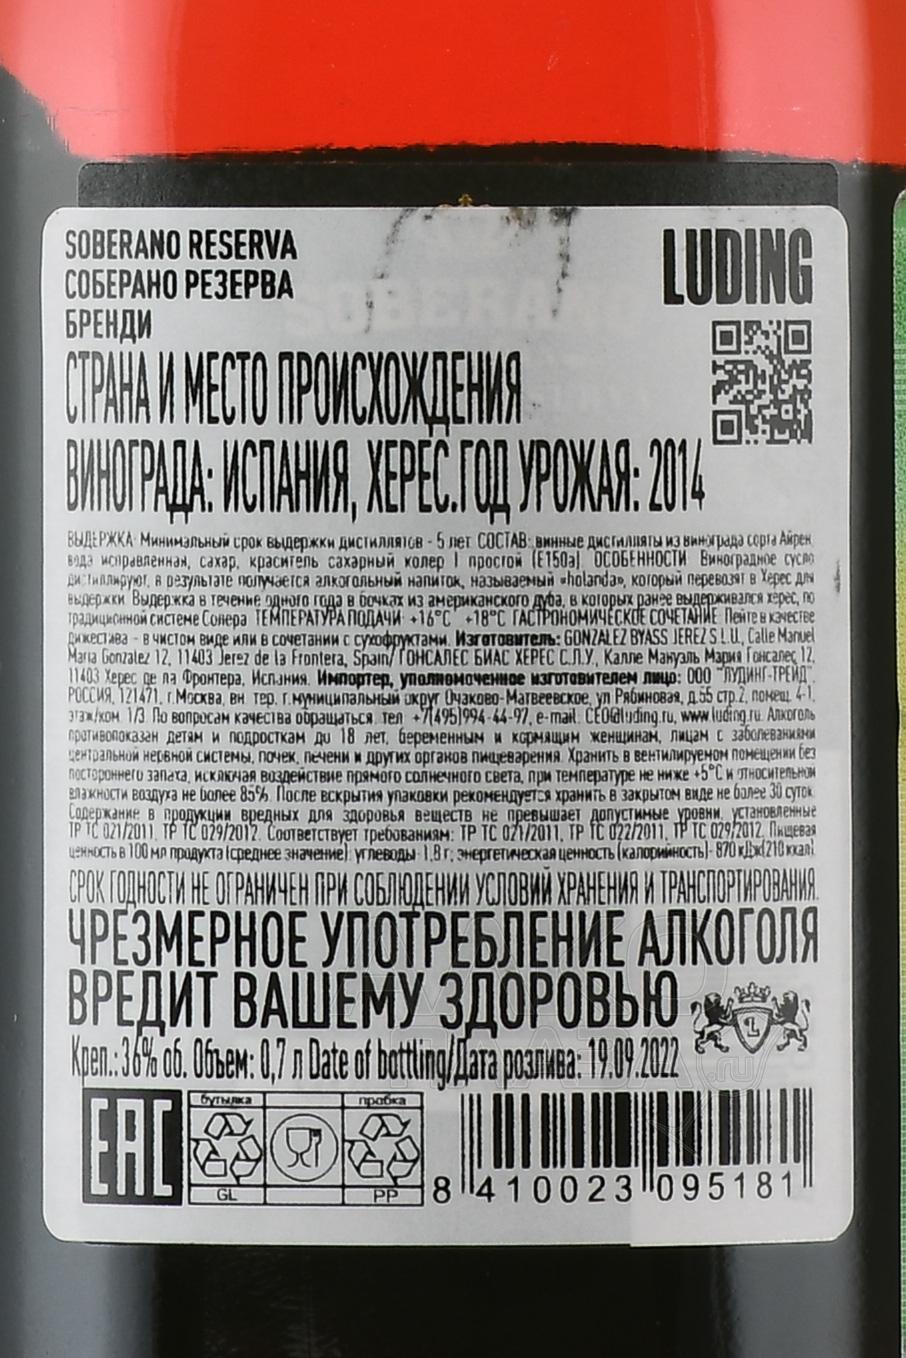 SOBERANO RESERVA
LUDING
СОБЕРАНО РЕЗЕРВА
БРЕНДИ
СТРАНА И МЕСТО ПРОИСХОЖДЕНИЯ
ВИНОГРАДА: ИСПАНИЯ, ХЕРЕС.ГОД УРОЖАЯ: 2014
ВЫДЕРЖКА: Минимальный срок выдержки дистиллятов - 5 лет. СОСТАВ: винные дистилляты из винограда сорта Айрен,
вода исправленная, сахар, краситель сахарный колер I простой (E150a). ОСОБЕННОСТИ: Виноградное сусло
дистиллируют, в результате получается алкогольный напиток, называемый «holanda», который перевозят в Херес для
выдержки. Выдержка в течение одного года в бочках из американского дуба, в которых ранее выдерживался херес, по
традиционной системе Солера. ТЕМПЕРАТУРА ПОДАЧИ: +16°C - +18°C. ГАСТРОНОМИЧЕСКОЕ СОЧЕТАНИЕ: Пейте в качестве
дижестива - в чистом виде или в сочетании с сухофруктами. Изготовитель: GONZALEZ BYASS JEREZ S.L.U., Calle Manuel
Maria Gonzalez 12, 11403 Jerez de la Frontera, Spain/ ГОНСАЛЕС БИАС ХЕРЕС С.Л.У., Калле Мануэль Мария Гонсалес 12,
11403 Херес де ла Фронтера, Испания. Импортер, уполномоченное изготовителем лицо: ООО "ЛУДИНГ-ТРЕЙД",
РОССИЯ, 121471, г.Москва, вн. тер. г. муниципальный округ Очаково-Матвеевское, ул Рябиновая, д.55 стр.2, помещ. 4-1,
этаж/ком. 1/3. По вопросам качества обращаться: тел. +7(495)994-44-97, e-mail: CEO@luding.ru, www.luding.ru. Алкоголь
противопоказан детям и подросткам до 18 лет, беременным и кормящим женщинам, лицам с заболеваниями
центральной нервной системы, почек, печени и других органов пищеварения. Хранить в вентилируемом помещении без
постороннего запаха, исключая воздействие прямого солнечного света, при температуре не ниже +5°C и относительной
влажности воздуха не более 85%. После вскрытия упаковки рекомендуется хранить в закрытом виде не более 30 суток.
Содержание в продукции вредных для здоровья веществ не превышает допустимые уровни, установленные
ТР ТС 021/2011, ТР ТС 029/2012. Соответствует требованиям: ТР ТС 021/2011, ТР ТС 022/2011, ТР ТС 029/2012. Пищевая
ценность в 100 мл продукта (среднее значение): углеводы - 1,8 г; энергетическая ценность (калорийность)- 870 кДж(210 ккал).
СРОК ГОДНОСТИ НЕ ОГРАНИЧЕН ПРИ СОБЛЮДЕНИИ УСЛОВИЙ ХРАНЕНИЯ И ТРАНСПОРТИРОВАНИЯ.
ЧРЕЗМЕРНОЕ УПОТРЕБЛЕНИЕ АЛКОГОЛЯ
ВРЕДИТ ВАШЕМУ ЗДОРОВЬЮ
Креп.: 36% об. Объем: 0,7 л Date of bottling/Дата розлива: 19.09.2022
EAC
бутылка пробка
GL PP
8 410023 095181